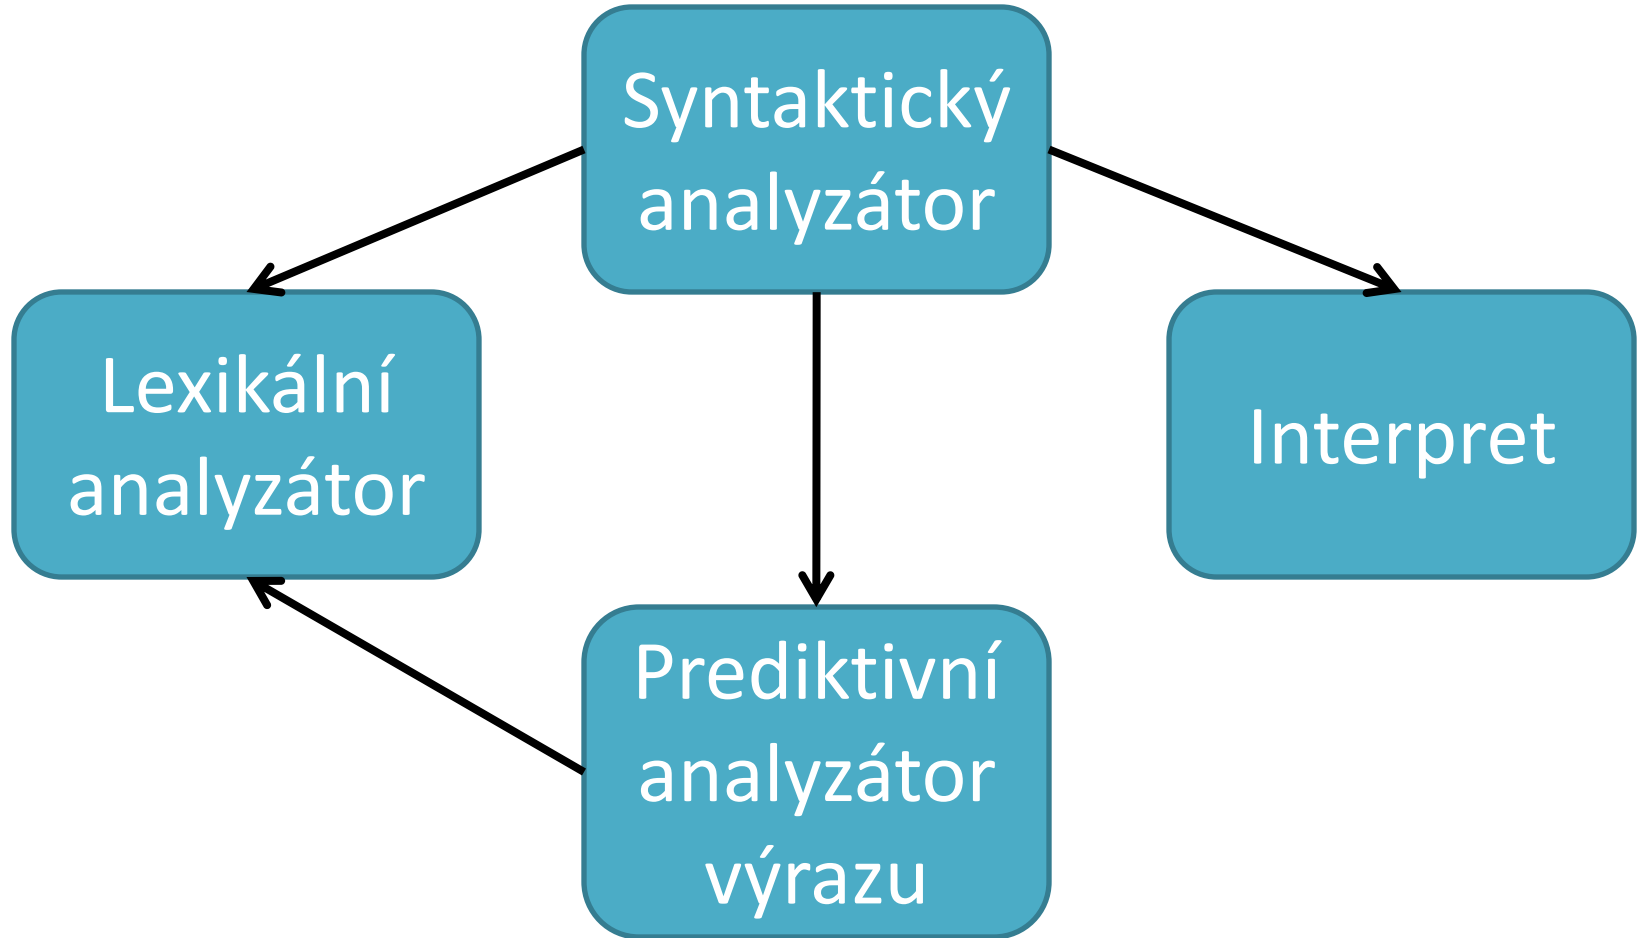 Syntaktický
analyzátor
Lexikální
analyzátor
Interpret
Prediktivní
analyzátor
výrazu